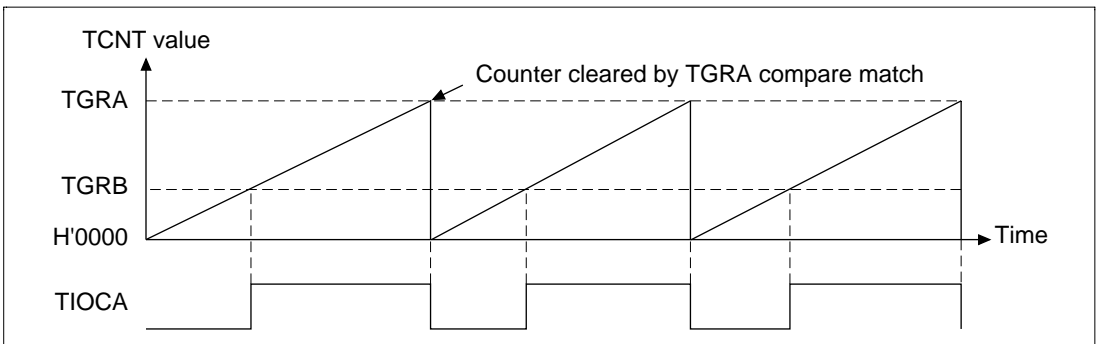 TCNT value
Counter cleared by TGRA compare match
TGRA
TGRB
H'0000
Time
TIOCA